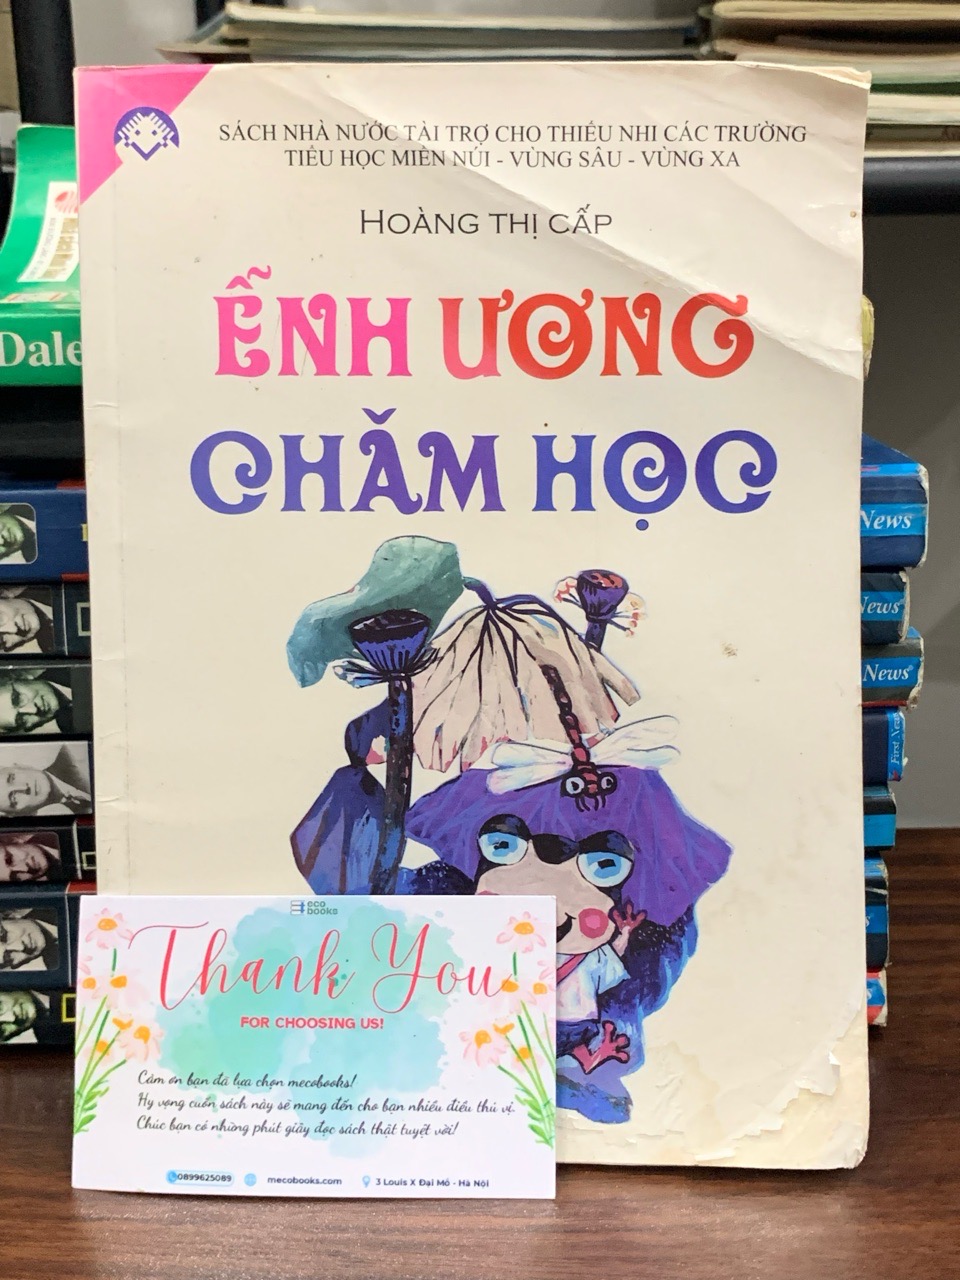 SÁCH NHÀ NƯỚC TÀI TRỢ CHO THIẾU NHI CÁC TRƯỜNG
TIỂU HỌC MIỀN NÚI - VÙNG SÂU - VÙNG XA
HOÀNG THỊ CẤP
ỄNH ƯƠNG
CHĂM HỌC
Dale
News
News
News
First News
eco
books
Thank You
FOR CHOOSING US!
Cảm ơn bạn đã lựa chọn mecobooks!
Hy vọng cuốn sách này sẽ mang đến cho bạn nhiều điều thú vị.
Chúc bạn có những phút giây đọc sách thật tuyệt vời!
0899625089
mecobooks.com
3 Louis X Đại Mỗ - Hà Nội